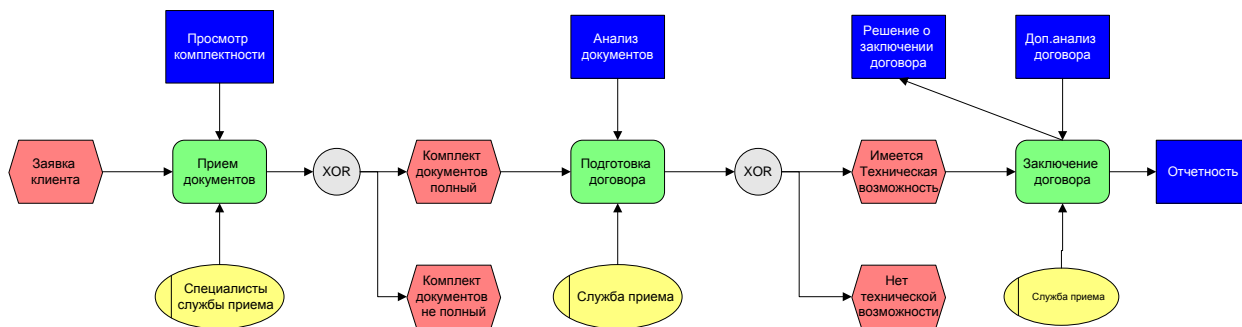 Просмотр
комплектности
Анализ
документов
Решение о
заключении
договора
Доп.анализ
договора
Заявка
клиента
Прием
документов
XOR
Комплект
документов
полный
Подготовка
договора
XOR
Имеется
Техническая
возможность
Заключение
договора
Отчетность
Специалисты
службы приема
Комплект
документов
не полный
Служба приема
Нет
технической
возможности
Служба приема